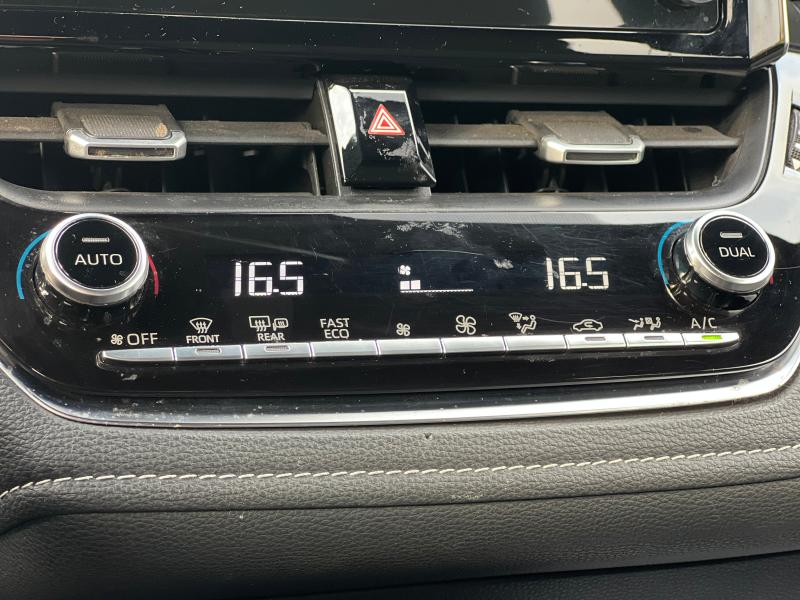 AUTO
16.5
16.5
DUAL
OFF
FRONT
REAR
FAST
ECO
A/C